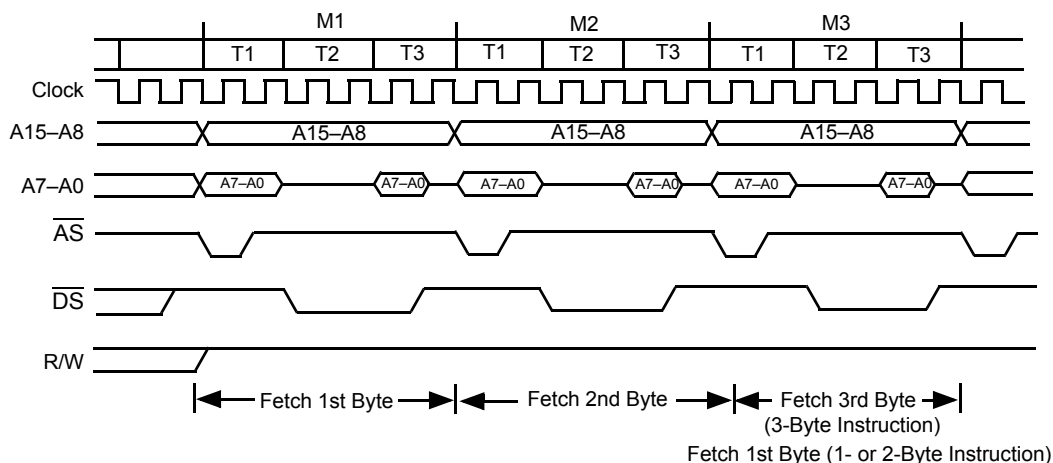 M1 M2 M3
T1 T2 T3 T1 T2 T3 T1 T2 T3
Clock
A15–A8 A15–A8 A15–A8 A15–A8
A7–A0 A7–A0 A7–A0 A7–A0 A7–A0 A7–A0 A7–A0
AS
DS
R/W
Fetch 1st Byte Fetch 2nd Byte Fetch 3rd Byte
(3-Byte Instruction)
Fetch 1st Byte (1- or 2-Byte Instruction)